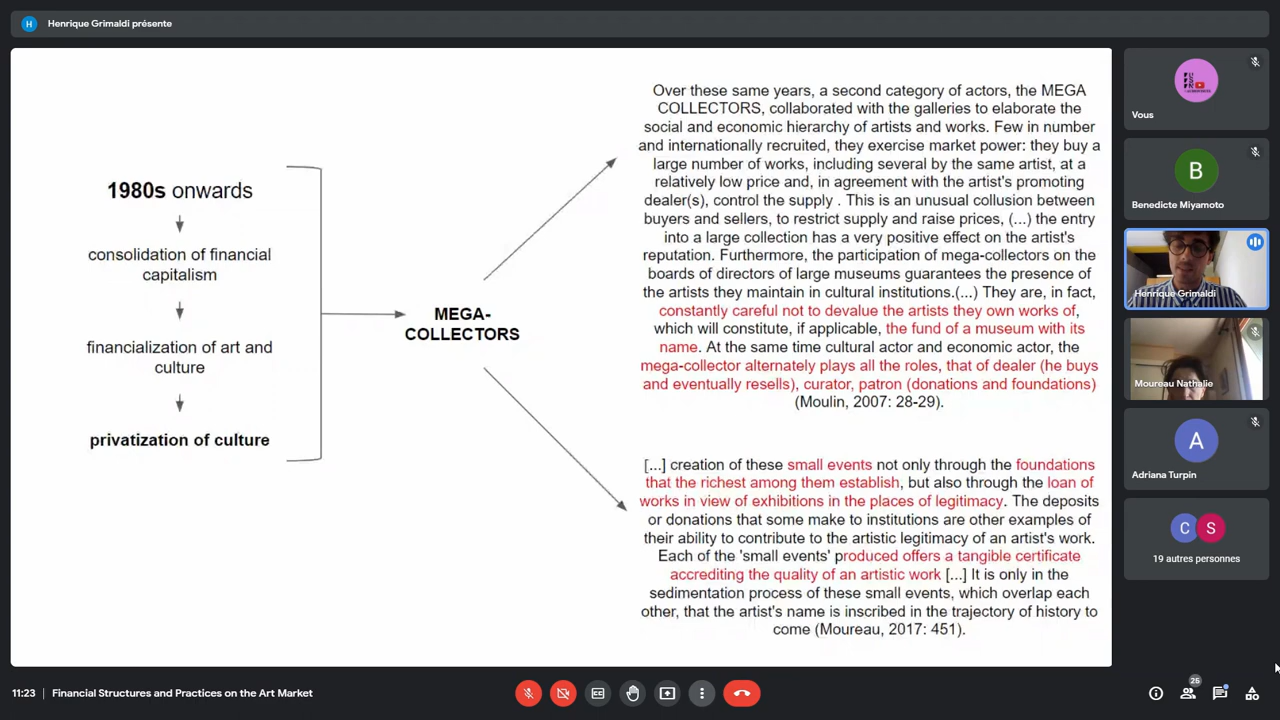 H
Henrique Grimaldi présente
1980s onwards
consolidation of financial
capitalism
financialization of art and
culture
privatization of culture
MEGA-
COLLECTORS
Over these same years, a second category of actors, the MEGA
COLLECTORS, collaborated with the galleries to elaborate the
social and economic hierarchy of artists and works. Few in number
and internationally recruited, they exercise market power: they buy a
large number of works, including several by the same artist, at a
relatively low price and, in agreement with the artist's promoting
dealer(s), control the supply . This is an unusual collusion between
buyers and sellers, to restrict supply and raise prices, (...) the entry
into a large collection has a very positive effect on the artist's
reputation. Furthermore, the participation of mega-collectors on the
boards of directors of large museums guarantees the presence of
the artists they maintain in cultural institutions.(...) They are, in fact,
constantly careful not to devalue the artists they own works of,
which will constitute, if applicable, the fund of a museum with its
name. At the same time cultural actor and economic actor, the
mega-collector alternately plays all the roles, that of dealer (he buys
and eventually resells), curator, patron (donations and foundations)
(Moulin, 2007: 28-29).
[...] creation of these small events not only through the foundations
that the richest among them establish, but also through the loan of
works in view of exhibitions in the places of legitimacy. The deposits
or donations that some make to institutions are other examples of
their ability to contribute to the artistic legitimacy of an artist's work.
Each of the 'small events' produced offers a tangible certificate
accrediting the quality of an artistic work [...] It is only in the
sedimentation process of these small events, which overlap each
other, that the artist's name is inscribed in the trajectory of history to
come (Moureau, 2017: 451).
Vous
B
Benedicte Miyamoto
Henrique Grimaldi
Moureau Nathalie
A
Adriana Turpin
C S
19 autres personnes
11:23 | Financial Structures and Practices on the Art Market
25